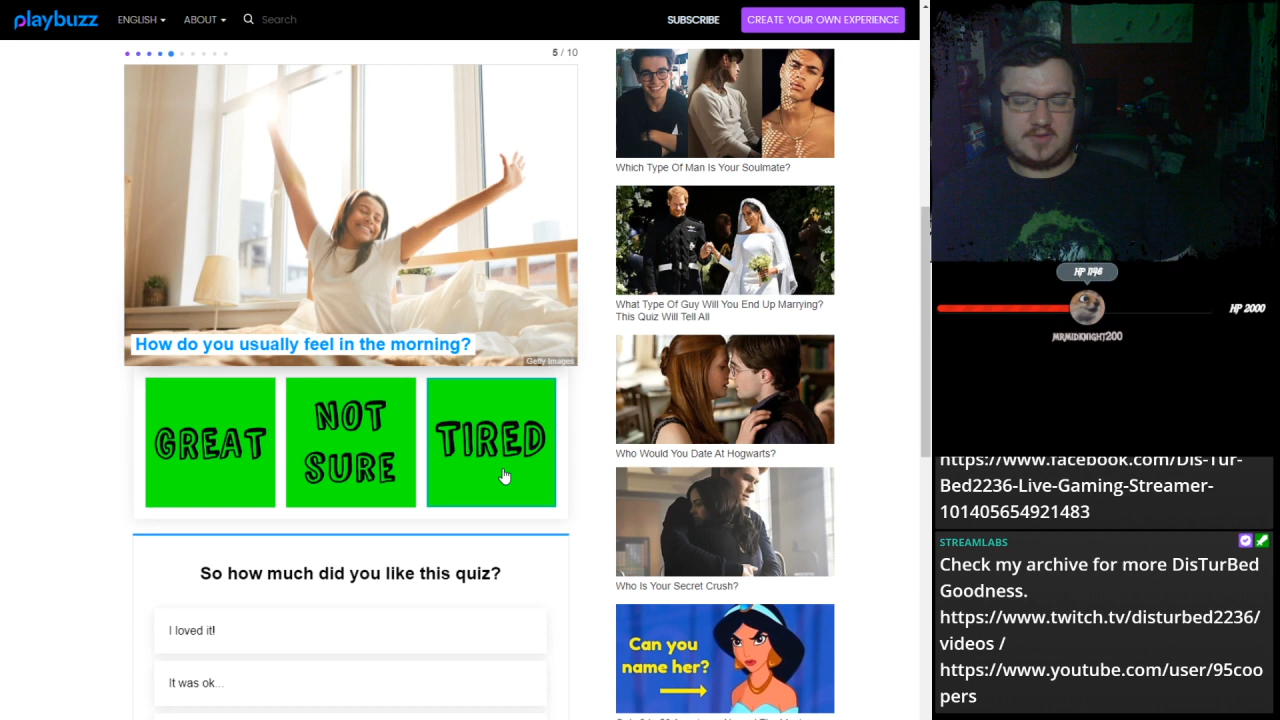 playbuzz
ENGLISH
ABOUT
Search
SUBSCRIBE
CREATE YOUR OWN EXPERIENCE
5 / 10
How do you usually feel in the morning?
Getty Images
GREAT
NOT
SURE
TIRED
So how much did you like this quiz?
I loved it!
It was ok...
Which Type Of Man Is Your Soulmate?
What Type Of Guy Will You End Up Marrying?
This Quiz Will Tell All
Who Would You Date At Hogwarts?
Who Is Your Secret Crush?
Can you
name her?
HP 1146
HP 2000
MRMIDKNIGHT200
https://www.facebook.com/Dis-Tur-
Bed2236-Live-Gaming-Streamer-
101405654921483
STREAMLABS
Check my archive for more DisTurBed
Goodness.
https://www.twitch.tv/disturbed2236/
videos /
https://www.youtube.com/user/95coo
pers